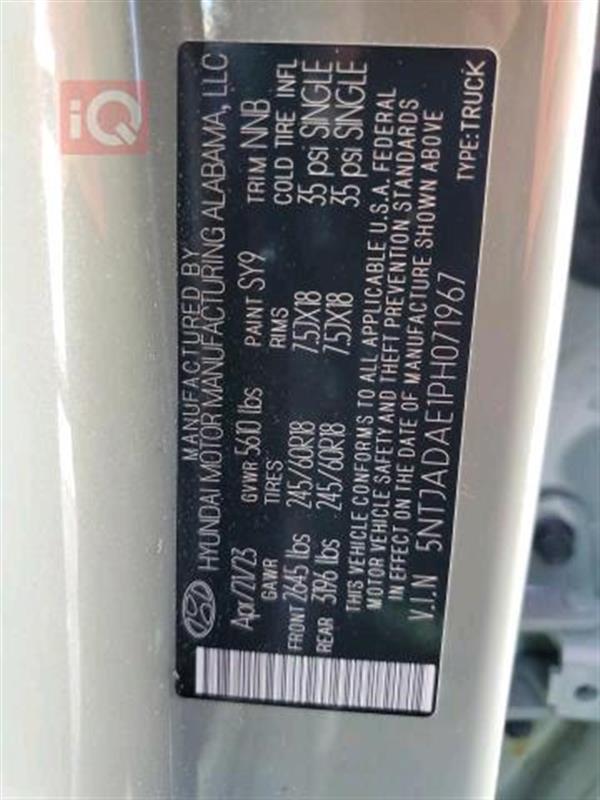 iQ
MANUFACTURED BY
HYUNDAI MOTOR MANUFACTURING ALABAMA, LLC
Apr/21/23 GVWR 5610 lbs PAINT SY9 TRIM NNB
GAWR TIRES RIMS COLD TIRE INFL
FRONT 2645 lbs 245/60R18 7.5JX18 35 psi SINGLE
REAR 3196 lbs 245/60R18 7.5JX18 35 psi SINGLE
THIS VEHICLE CONFORMS TO ALL APPLICABLE U.S.A. FEDERAL
MOTOR VEHICLE SAFETY AND THEFT PREVENTION STANDARDS
IN EFFECT ON THE DATE OF MANUFACTURE SHOWN ABOVE
V.I.N 5NTJADAE1PH071967 TYPE:TRUCK